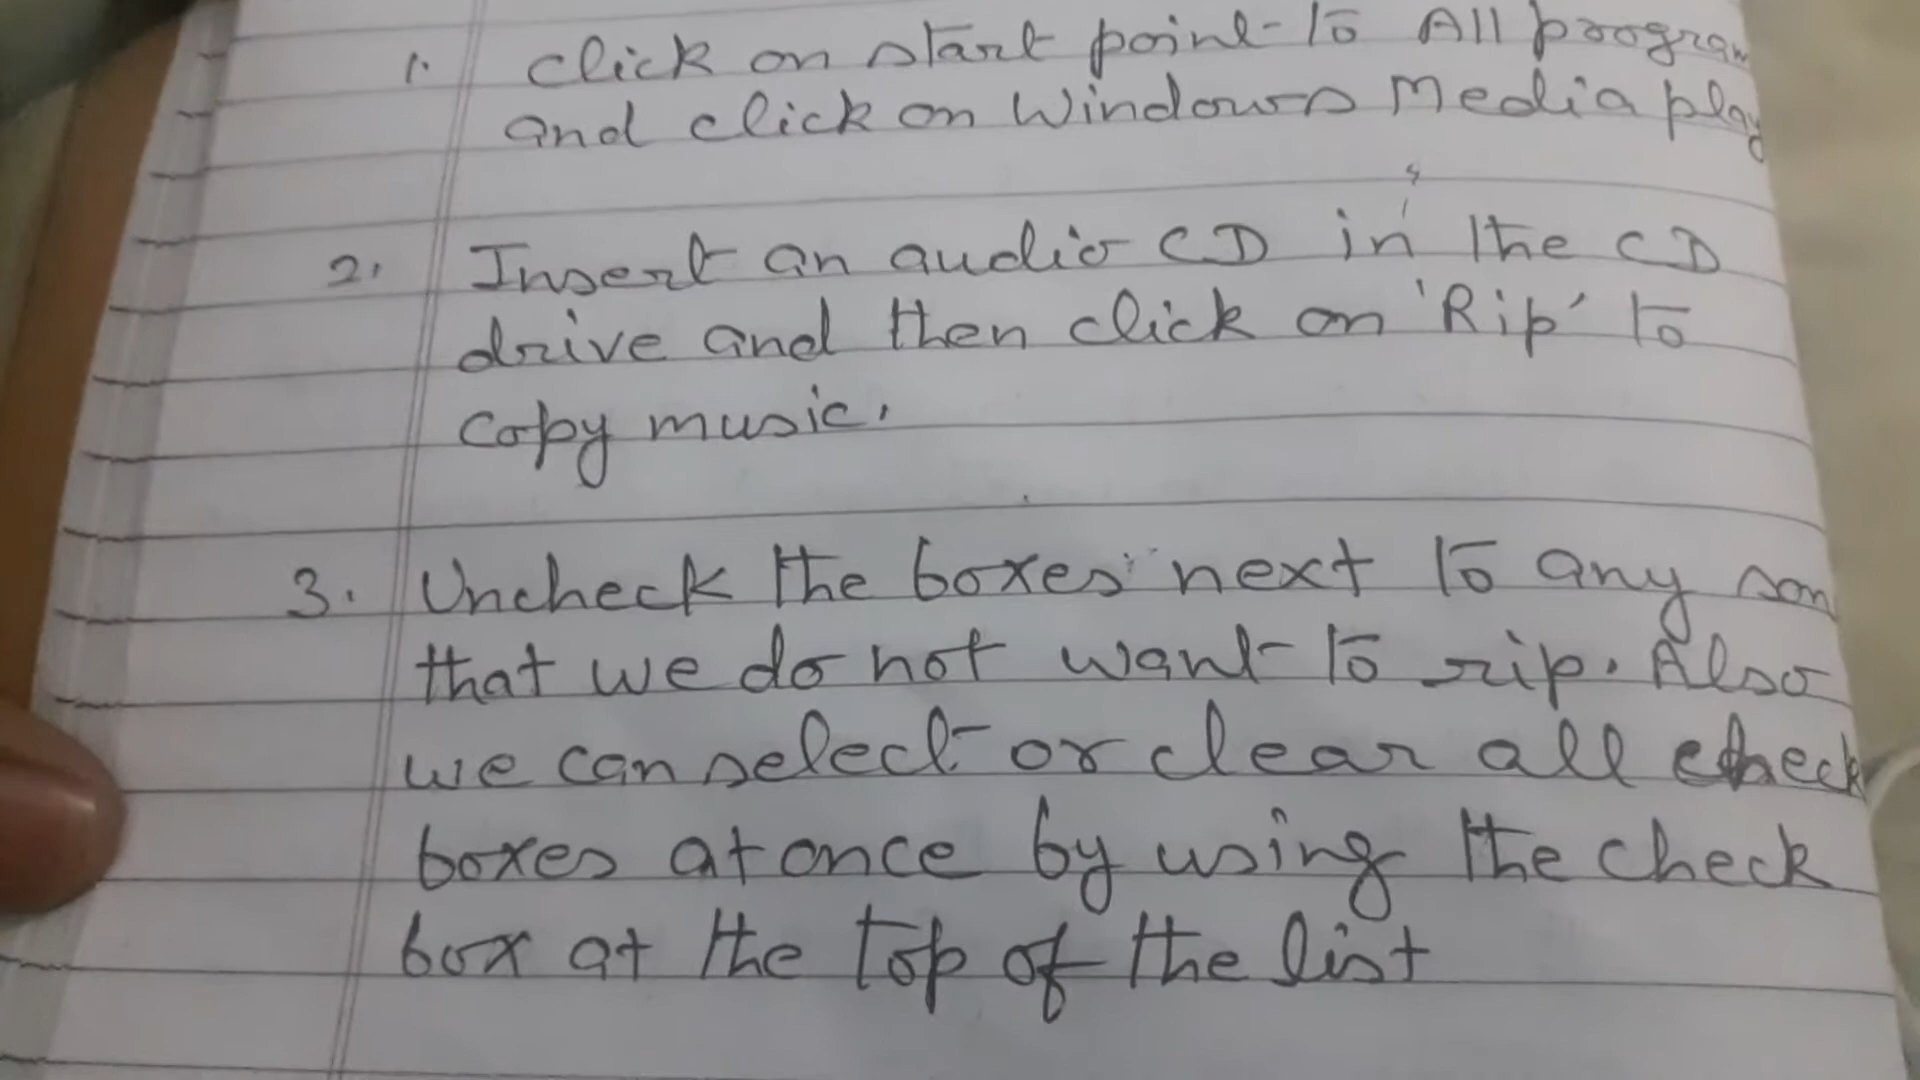 1. Click on start point to All program
and click on Windows Media play
2. Insert an audio CD in the CD
drive and then click on 'Rip' to
copy music.
3. Uncheck the boxes next to any son
that we do not want to rip. Also
we can select or clear all check
boxes at once by using the check
box at the top of the list